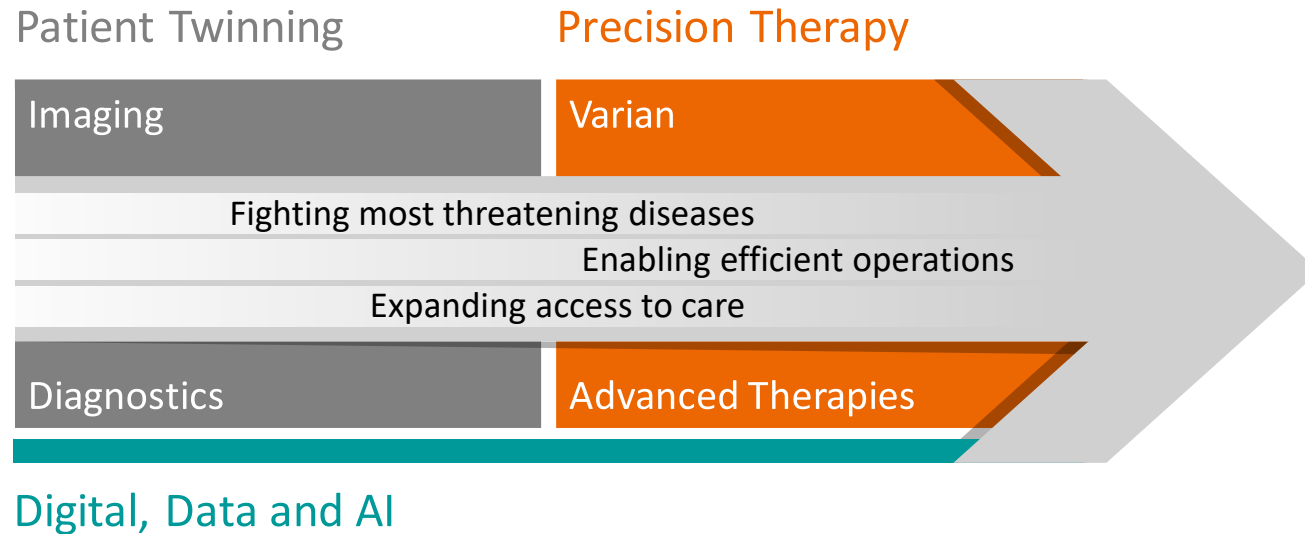 Patient Twinning
Precision Therapy
Imaging
Varian
Fighting most threatening diseases
Enabling efficient operations
Expanding access to care
Diagnostics
Advanced Therapies
Digital, Data and AI